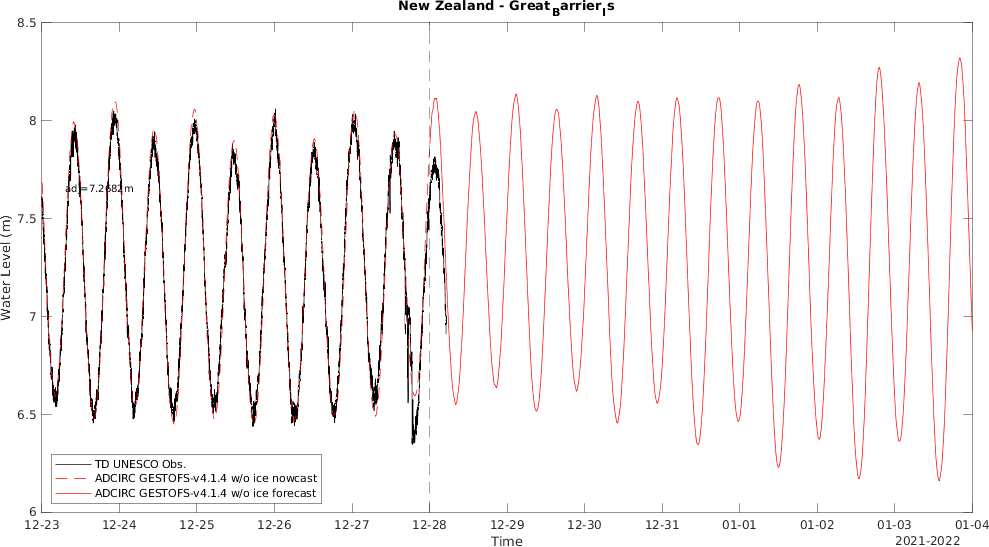 New Zealand - Great_Barrier_Is
8.5
8
7.5
7
6.5
6
Water Level (m)
adj=7.2682m
TD UNESCO Obs.
ADCIRC GESTOFS-v4.1.4 w/o ice nowcast
ADCIRC GESTOFS-v4.1.4 w/o ice forecast
12-23 12-24 12-25 12-26 12-27 12-28 12-29 12-30 12-31 01-01 01-02 01-03 01-04
Time
2021-2022